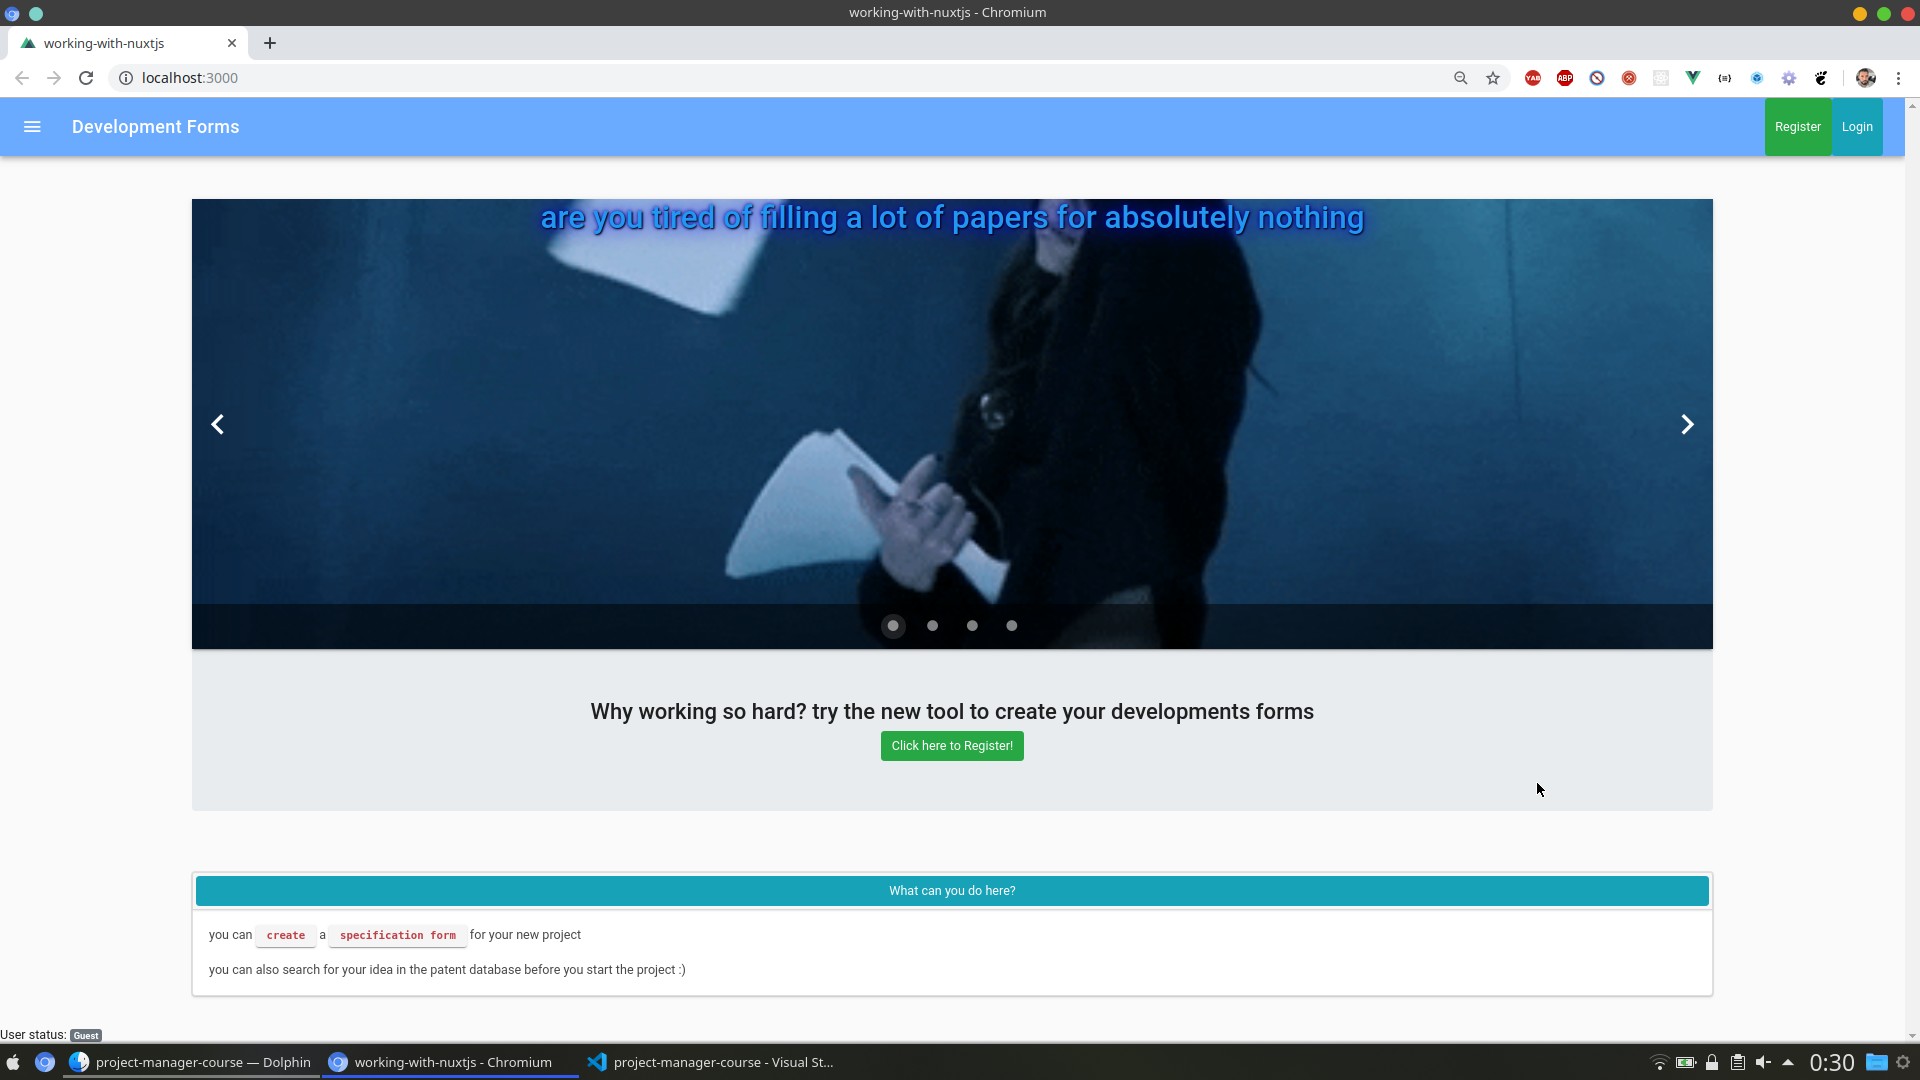 working-with-nuxtjs - Chromium
working-with-nuxtjs
localhost:3000
YAB
ABP
Development Forms
Register
Login
are you tired of filling a lot of papers for absolutely nothing
Why working so hard? try the new tool to create your developments forms
Click here to Register!
What can you do here?
you can create a specification form for your new project
you can also search for your idea in the patent database before you start the project :)
User status: Guest
project-manager-course — Dolphin
working-with-nuxtjs - Chromium
project-manager-course - Visual St...
0:30